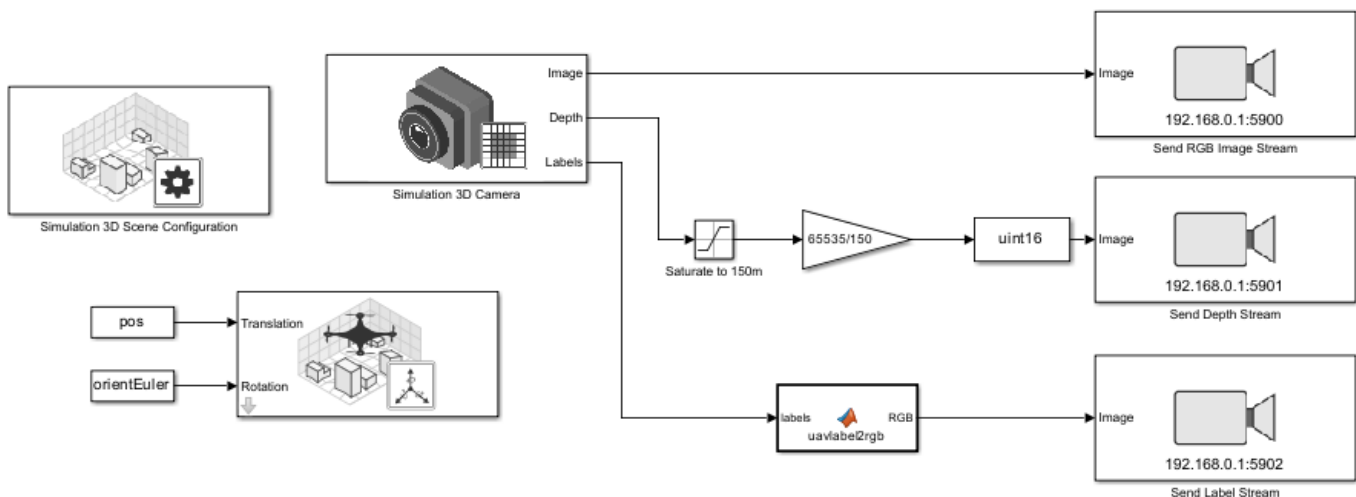 Image
Depth
Labels
Simulation 3D Camera
Image
192.168.0.1:5900
Send RGB Image Stream
Simulation 3D Scene Configuration
Saturate to 150m
65535/150
uint16
Image
192.168.0.1:5901
Send Depth Stream
pos
orientEuler
Translation
Rotation
labels
RGB
uavlabel2rgb
Image
192.168.0.1:5902
Send Label Stream